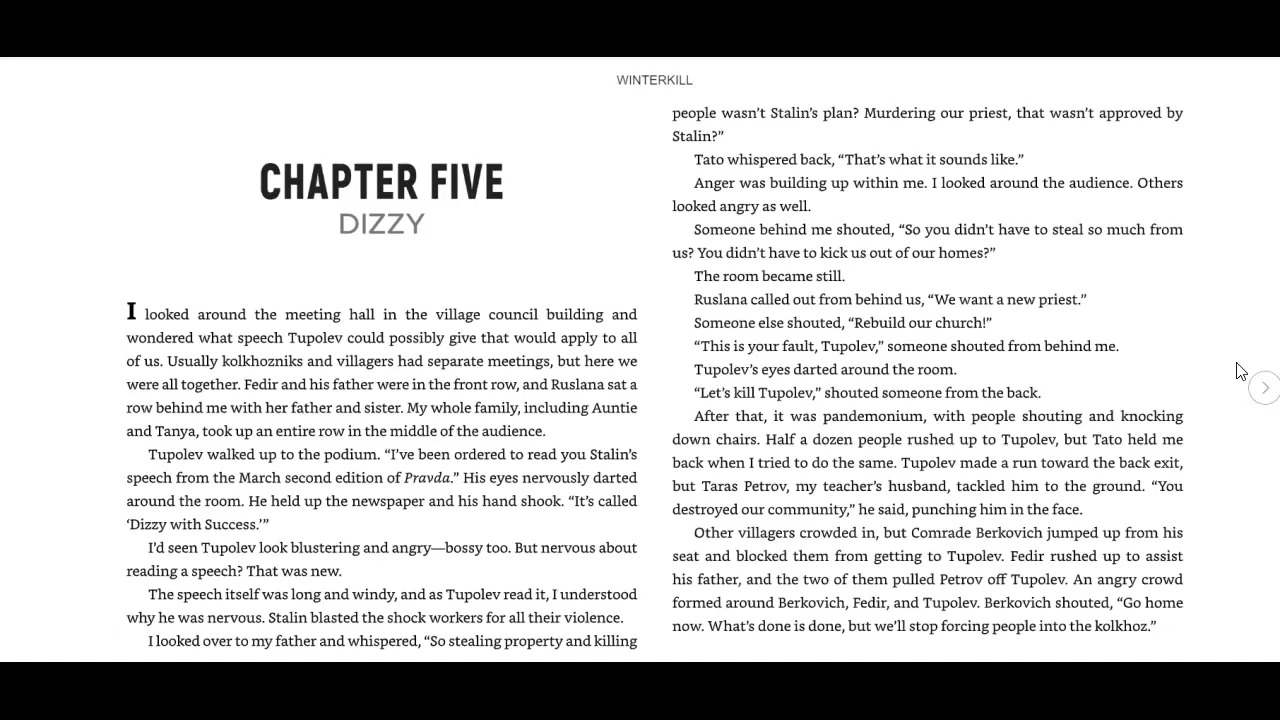 WINTERKILL
CHAPTER FIVE
DIZZY
I looked around the meeting hall in the village council building and
wondered what speech Tupolev could possibly give that would apply to all
of us. Usually kolkhozniks and villagers had separate meetings, but here we
were all together. Fedir and his father were in the front row, and Ruslana sat a
row behind me with her father and sister. My whole family, including Auntie
and Tanya, took up an entire row in the middle of the audience.
Tupolev walked up to the podium. “I’ve been ordered to read you Stalin’s
speech from the March second edition of Pravda.” His eyes nervously darted
around the room. He held up the newspaper and his hand shook. “It’s called
‘Dizzy with Success.’”
I’d seen Tupolev look blustering and angry—bossy too. But nervous about
reading a speech? That was new.
The speech itself was long and windy, and as Tupolev read it, I understood
why he was nervous. Stalin blasted the shock workers for all their violence.
I looked over to my father and whispered, “So stealing property and killing
people wasn’t Stalin’s plan? Murdering our priest, that wasn’t approved by
Stalin?”
Tato whispered back, “That’s what it sounds like.”
Anger was building up within me. I looked around the audience. Others
looked angry as well.
Someone behind me shouted, “So you didn’t have to steal so much from
us? You didn’t have to kick us out of our homes?”
The room became still.
Ruslana called out from behind us, “We want a new priest.”
Someone else shouted, “Rebuild our church!”
“This is your fault, Tupolev,” someone shouted from behind me.
Tupolev’s eyes darted around the room.
“Let’s kill Tupolev,” shouted someone from the back.
After that, it was pandemonium, with people shouting and knocking
down chairs. Half a dozen people rushed up to Tupolev, but Tato held me
back when I tried to do the same. Tupolev made a run toward the back exit,
but Taras Petrov, my teacher’s husband, tackled him to the ground. “You
destroyed our community,” he said, punching him in the face.
Other villagers crowded in, but Comrade Berkovich jumped up from his
seat and blocked them from getting to Tupolev. Fedir rushed up to assist
his father, and the two of them pulled Petrov off Tupolev. An angry crowd
formed around Berkovich, Fedir, and Tupolev. Berkovich shouted, “Go home
now. What’s done is done, but we’ll stop forcing people into the kolkhoz.”